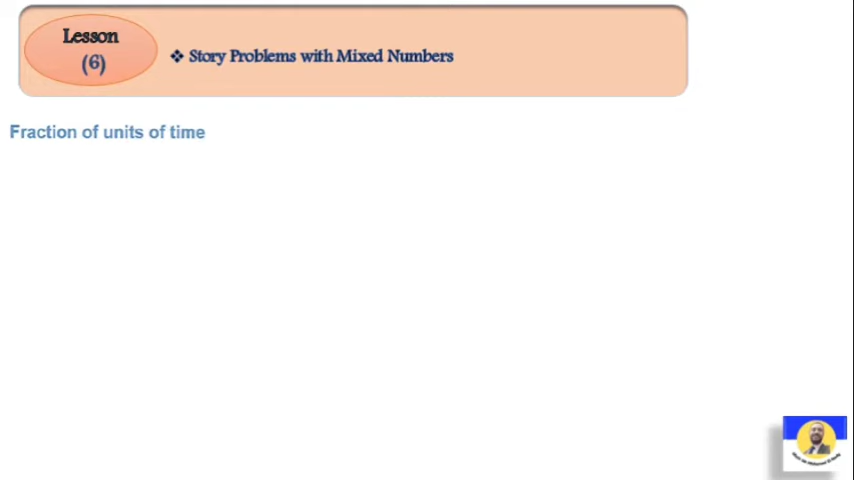 Lesson
(6)
❖ Story Problems with Mixed Numbers
Fraction of units of time